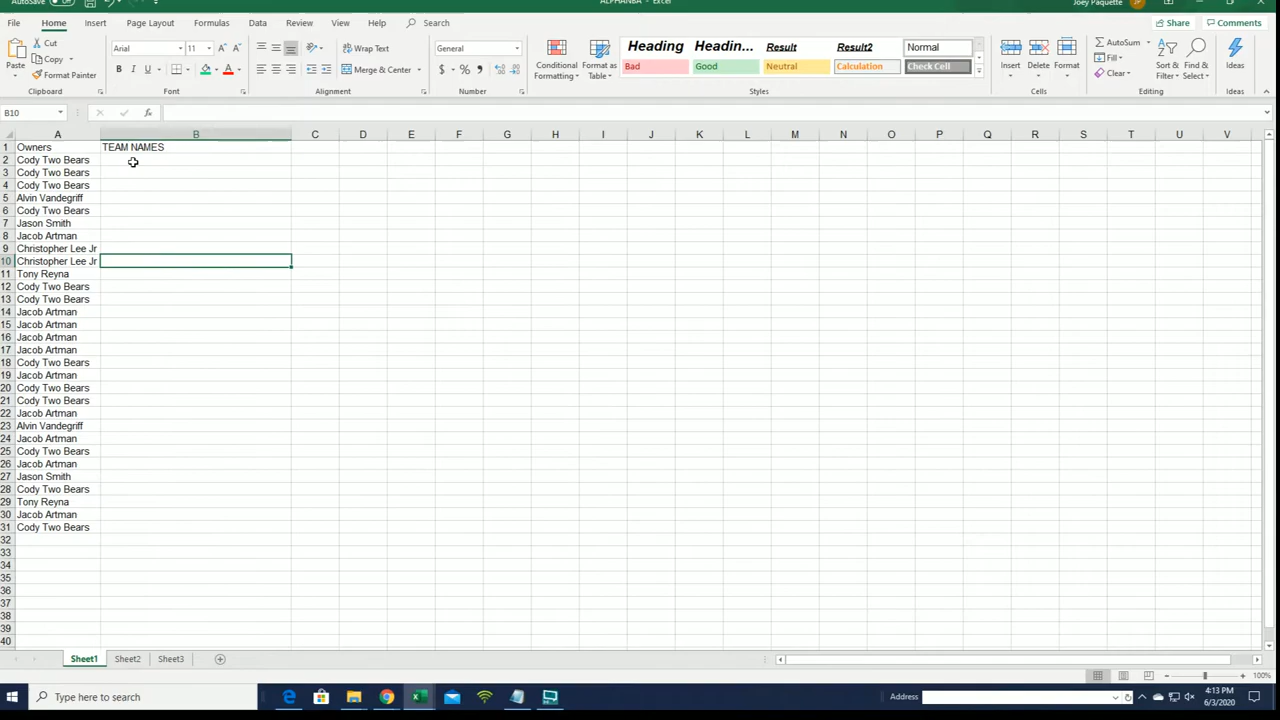 AutoSave Off ALPHANBA - Excel Joey Paquette JP
File Home Insert Page Layout Formulas Data Review View Help Search Share Comments
Cut Copy Format Painter Paste Clipboard
Arial 11 A A B I U A Font
Wrap Text Merge & Center Alignment
General $ % , Number
Conditional Formatting Format as Table
Heading Headin... Result Result2 Normal
Bad Good Neutral Calculation Check Cell
Styles
Insert Delete Format Cells
AutoSum Fill Clear Sort & Filter Find & Select Editing
Ideas Ideas
B10 fx
A B C D E F G H I J K L M N O P Q R S T U V
1 Owners TEAM NAMES
2 Cody Two Bears
3 Cody Two Bears
4 Cody Two Bears
5 Alvin Vandegriff
6 Cody Two Bears
7 Jason Smith
8 Jacob Artman
9 Christopher Lee Jr
10 Christopher Lee Jr
11 Tony Reyna
12 Cody Two Bears
13 Cody Two Bears
14 Jacob Artman
15 Jacob Artman
16 Jacob Artman
17 Jacob Artman
18 Cody Two Bears
19 Jacob Artman
20 Cody Two Bears
21 Cody Two Bears
22 Jacob Artman
23 Alvin Vandegriff
24 Jacob Artman
25 Cody Two Bears
26 Jacob Artman
27 Jason Smith
28 Cody Two Bears
29 Tony Reyna
30 Jacob Artman
31 Cody Two Bears
32
33
34
35
36
37
38
39
40
Sheet1 Sheet2 Sheet3
100%
Type here to search Address 4:13 PM
6/3/2020